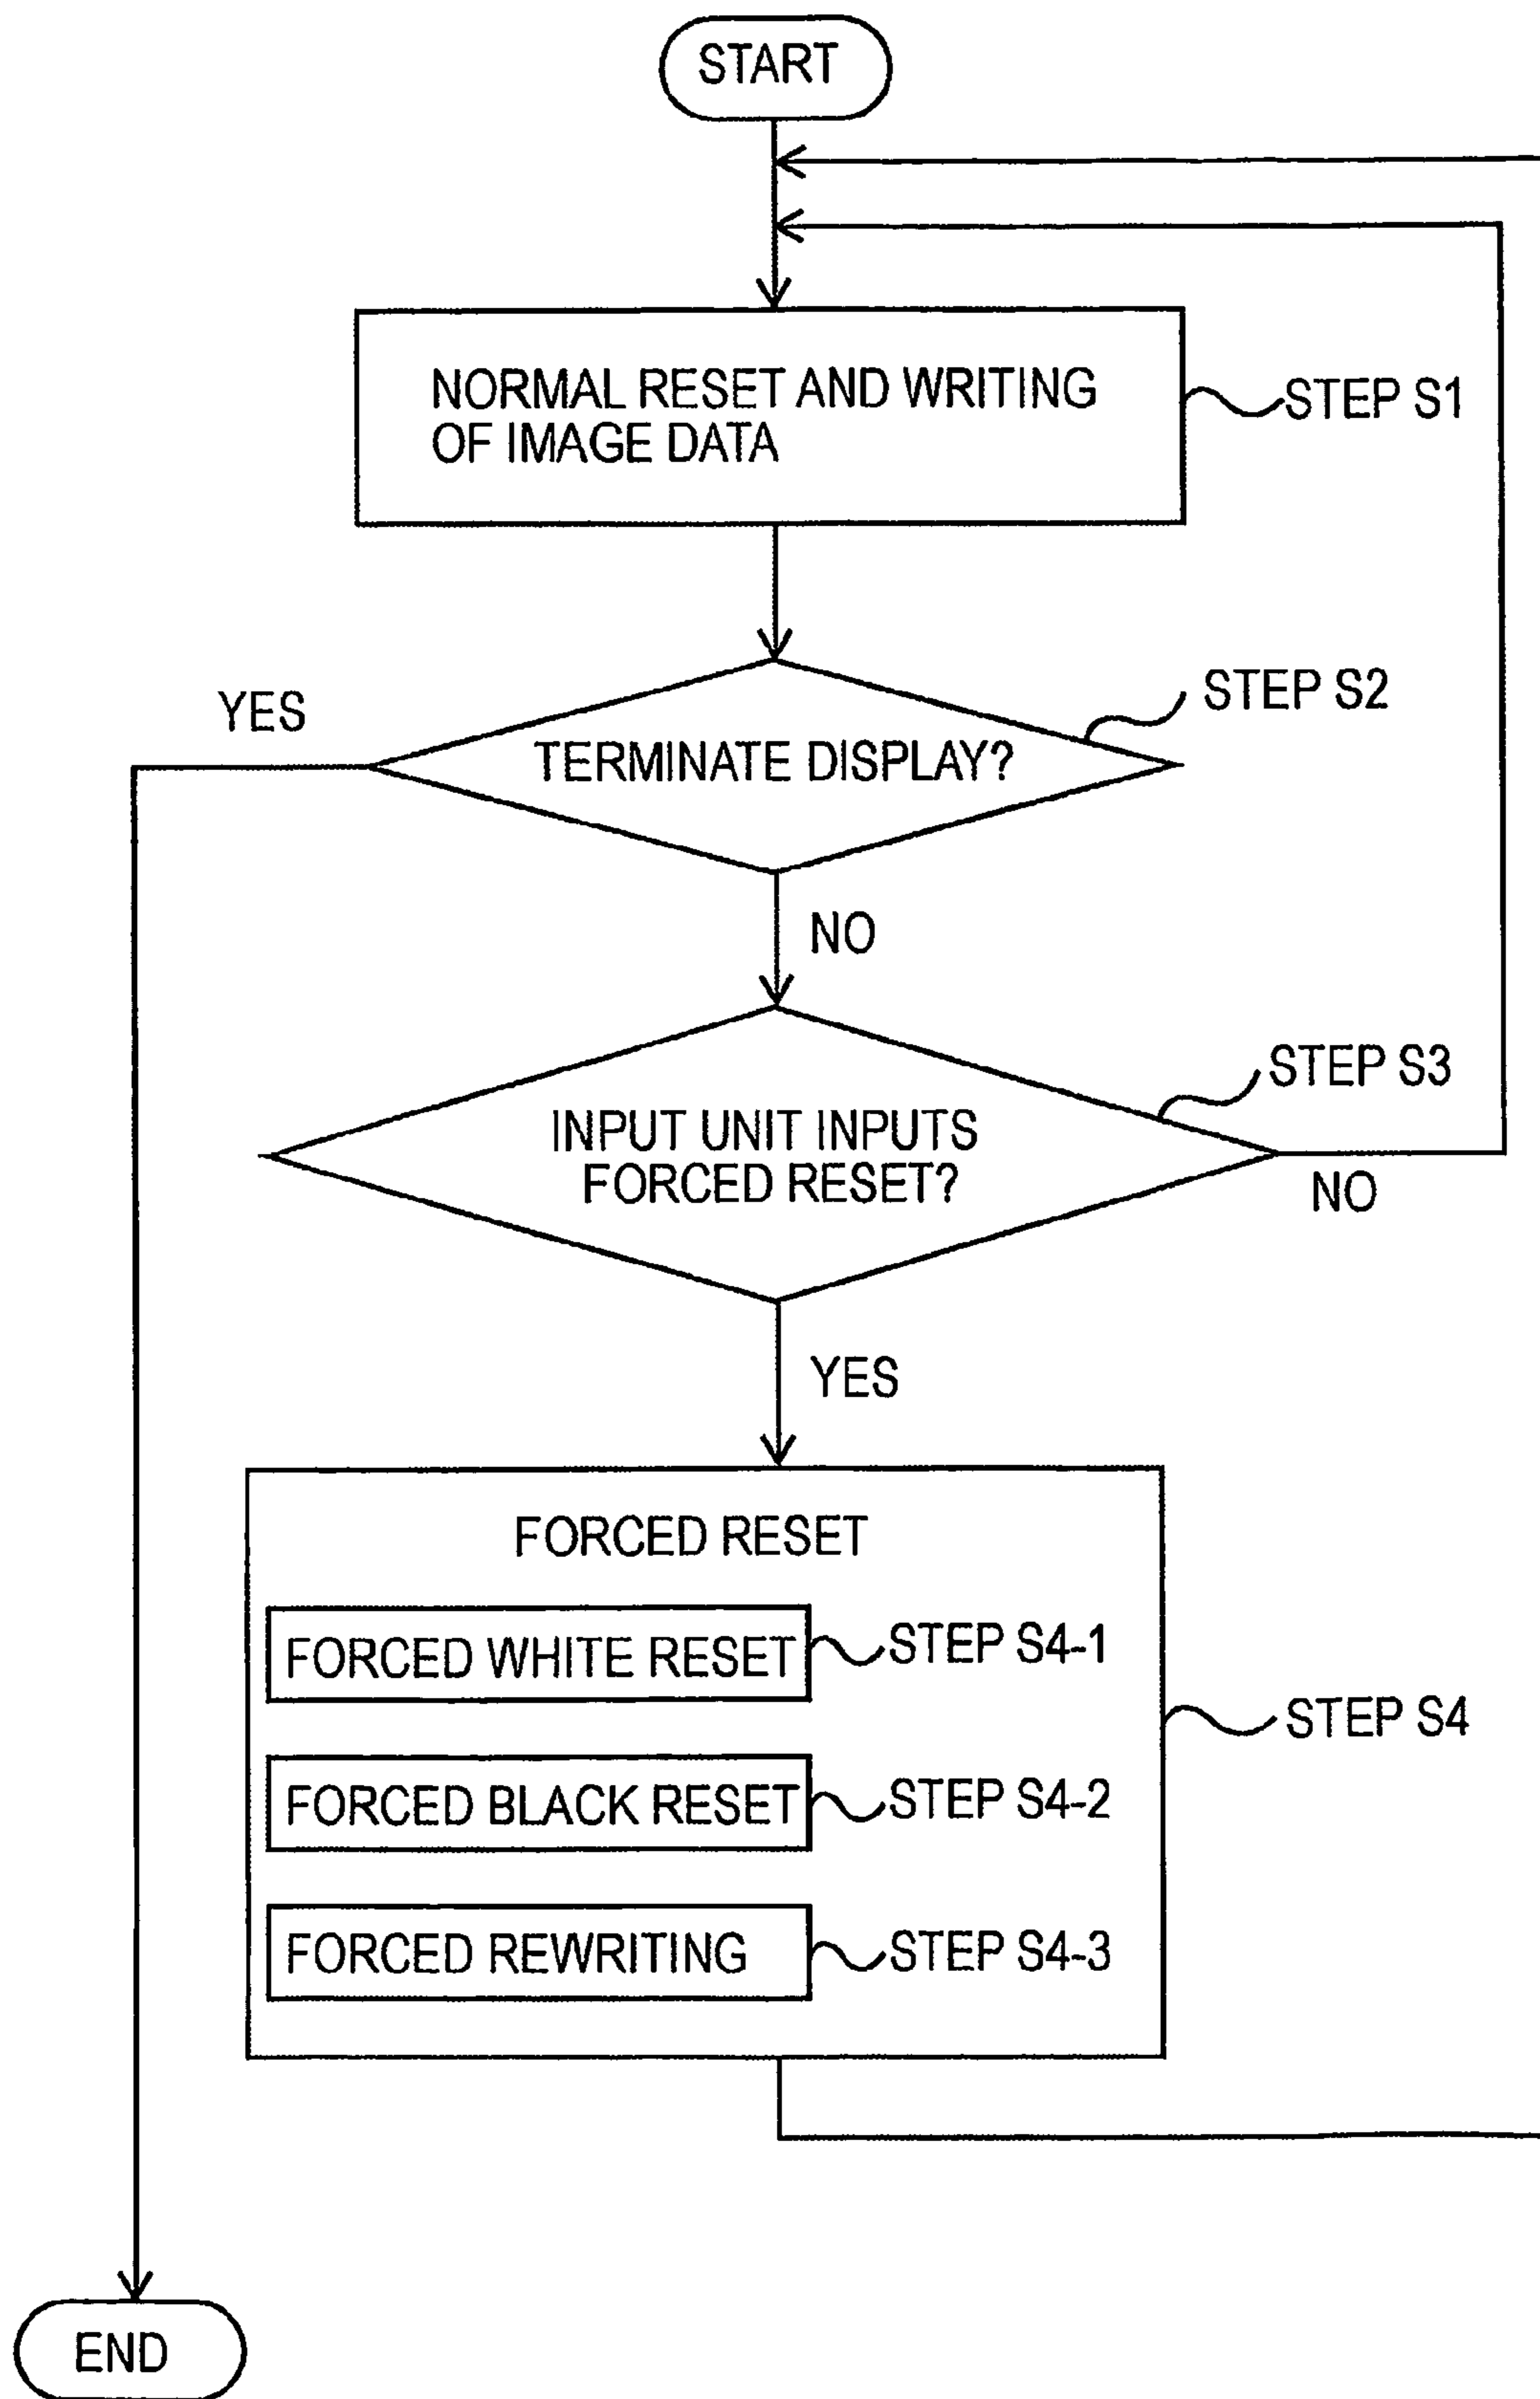 START
NORMAL RESET AND WRITING
OF IMAGE DATA
STEP S1
YES
STEP S2
TERMINATE DISPLAY?
NO
STEP S3
INPUT UNIT INPUTS
FORCED RESET?
NO
YES
FORCED RESET
FORCED WHITE RESET
STEP S4-1
STEP S4
FORCED BLACK RESET
STEP S4-2
FORCED REWRITING
STEP S4-3
END